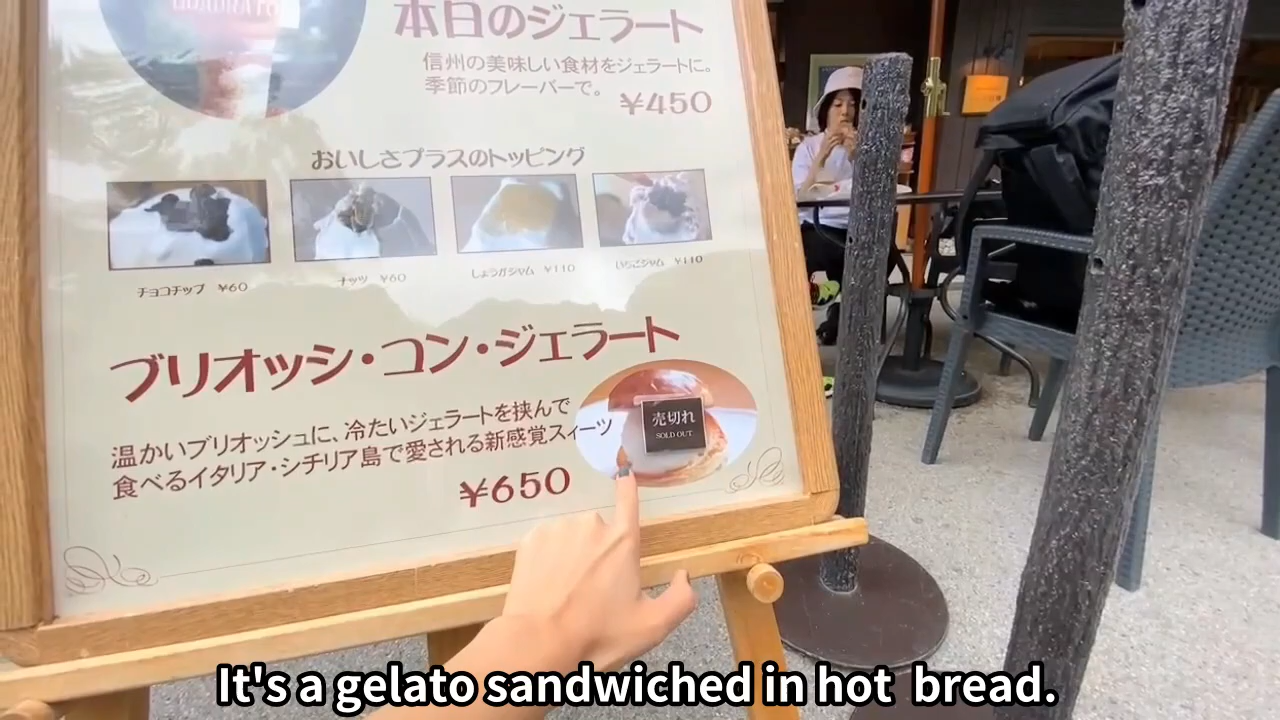 QUADRATO
本日のジェラート
信州の美味しい食材をジェラートに。
季節のフレーバーで。
¥450
おいしさプラスのトッピング
チョコチップ ¥60
ナッツ ¥60
しょうがジャム ¥110
いちごジャム ¥110
ブリオッシ・コン・ジェラート
温かいブリオッシュに、冷たいジェラートを挟んで
食べるイタリア・シチリア島で愛される新感覚スイーツ
¥650
売切れ
SOLD OUT
It's a gelato sandwiched in hot bread.